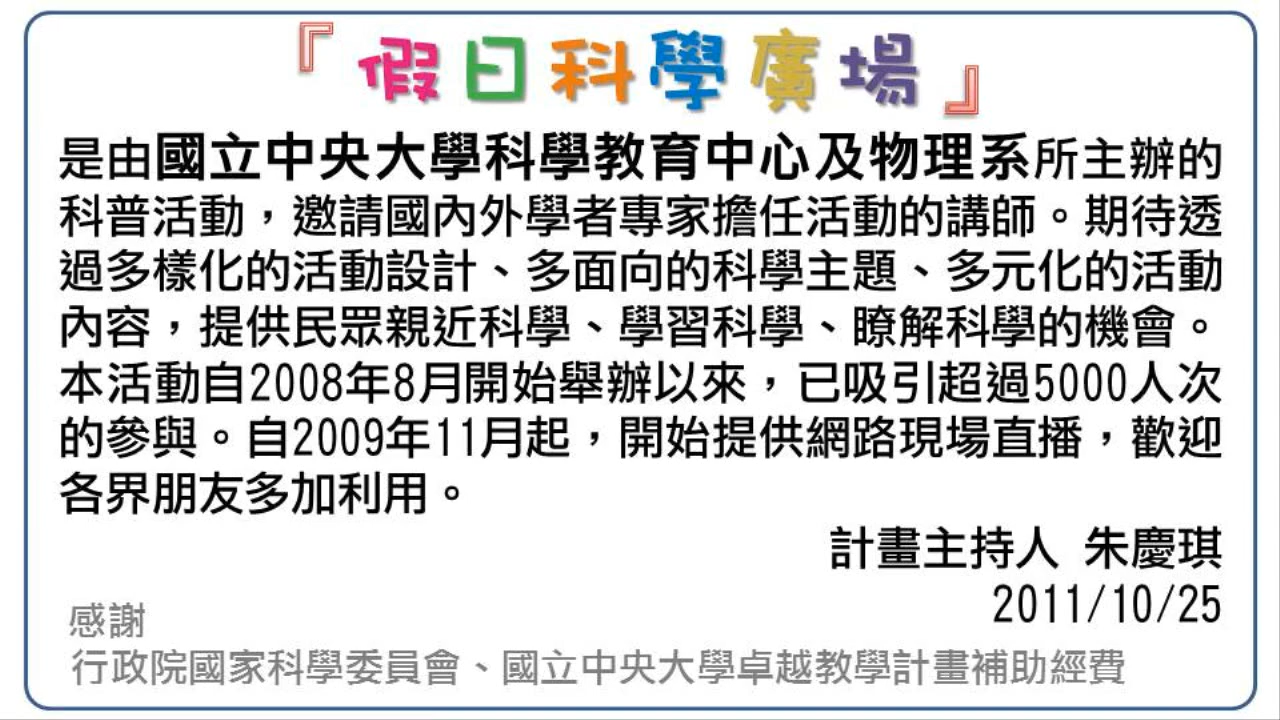 『假日科學廣場』
是由國立中央大學科學教育中心及物理系所主辦的
科普活動，邀請國內外學者專家擔任活動的講師。期待透
過多樣化的活動設計、多面向的科學主題、多元化的活動
內容，提供民眾親近科學、學習科學、瞭解科學的機會。
本活動自2008年8月開始舉辦以來，已吸引超過5000人次
的參與。自2009年11月起，開始提供網路現場直播，歡迎
各界朋友多加利用。
計畫主持人 朱慶琪
2011/10/25
感謝
行政院國家科學委員會、國立中央大學卓越教學計畫補助經費